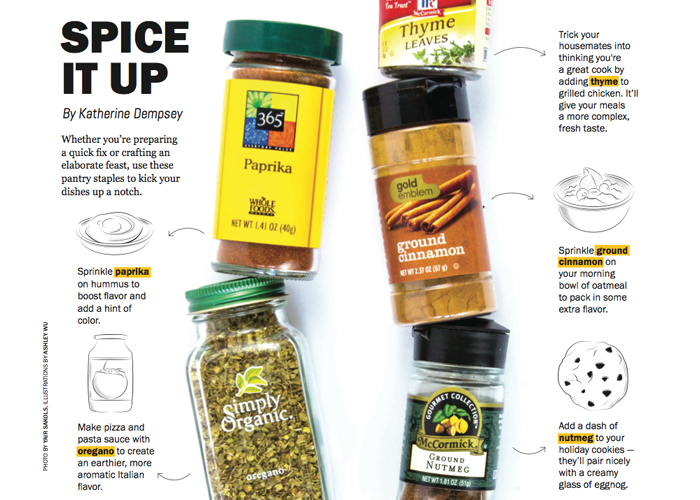 SPICE
IT UP
By Katherine Dempsey
Whether you're preparing
a quick fix or crafting an
elaborate feast, use these
pantry staples to kick your
dishes up a notch.
Sprinkle paprika
on hummus to
boost flavor and
add a hint of
color.
Make pizza and
pasta sauce with
oregano to create
an earthier, more
aromatic Italian
flavor.
PHOTO BY YAIR SAKOLS, ILLUSTRATIONS BY ASHLEY WU
365
EVERYDAY VALUE
Paprika
WHOLE
FOODS
MARKET
NET WT 1.41 OZ (40g)
Simply
Organic
oregano
You Trust™
McCormick
Thyme
LEAVES
gold
emblem
ground
cinnamon
NET WT 2.37 OZ (67 g)
GOURMET COLLECTION
McCormick
GROUND
NUTMEG
NET WT 1.81 OZ (51g)
Trick your
housemates into
thinking you're
a great cook by
adding thyme to
grilled chicken. It'll
give your meals
a more complex,
fresh taste.
Sprinkle ground
cinnamon on
your morning
bowl of oatmeal
to pack in some
extra flavor.
Add a dash of
nutmeg to your
holiday cookies —
they'll pair nicely
with a creamy
glass of eggnog.